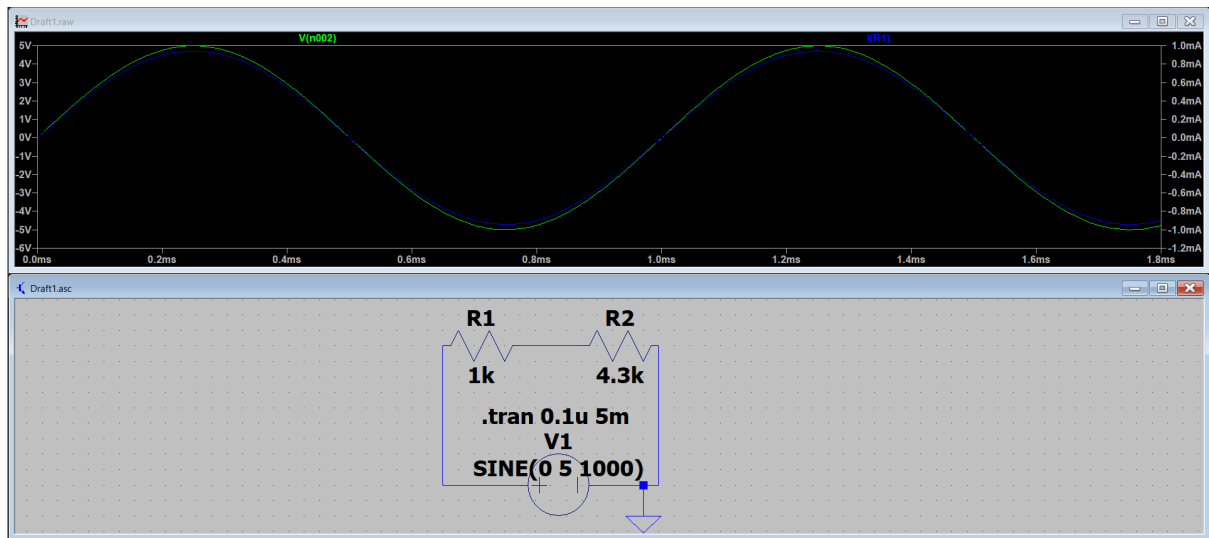 Draft1.raw
V(n002) I(R1)
5V 1.0mA
4V 0.8mA
3V 0.6mA
2V 0.4mA
1V 0.2mA
0V 0.0mA
-1V -0.2mA
-2V -0.4mA
-3V -0.6mA
-4V -0.8mA
-5V -1.0mA
-6V -1.2mA
0.0ms 0.2ms 0.4ms 0.6ms 0.8ms 1.0ms 1.2ms 1.4ms 1.6ms 1.8ms
Draft1.asc
R1 R2
1k 4.3k
.tran 0.1u 5m
V1
SINE(0 5 1000)